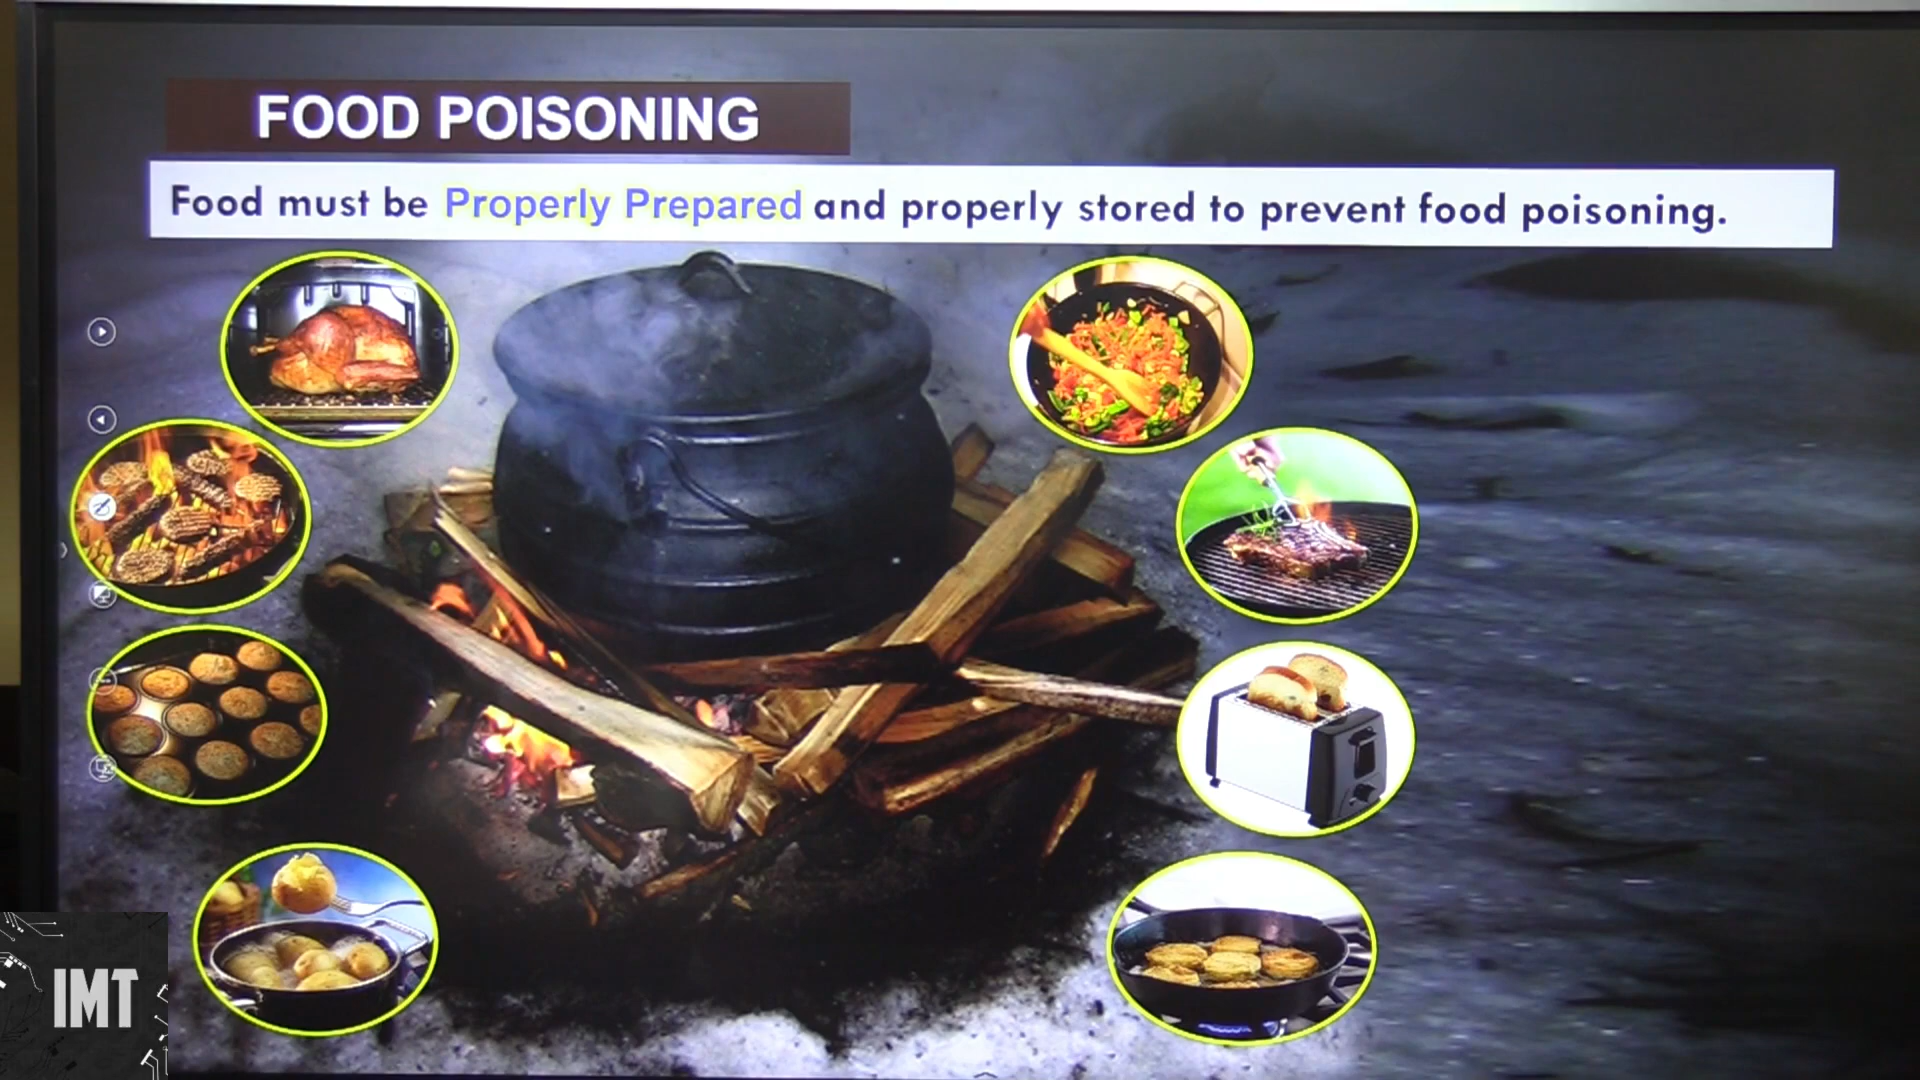 FOOD POISONING
Food must be Properly Prepared and properly stored to prevent food poisoning.
IMT